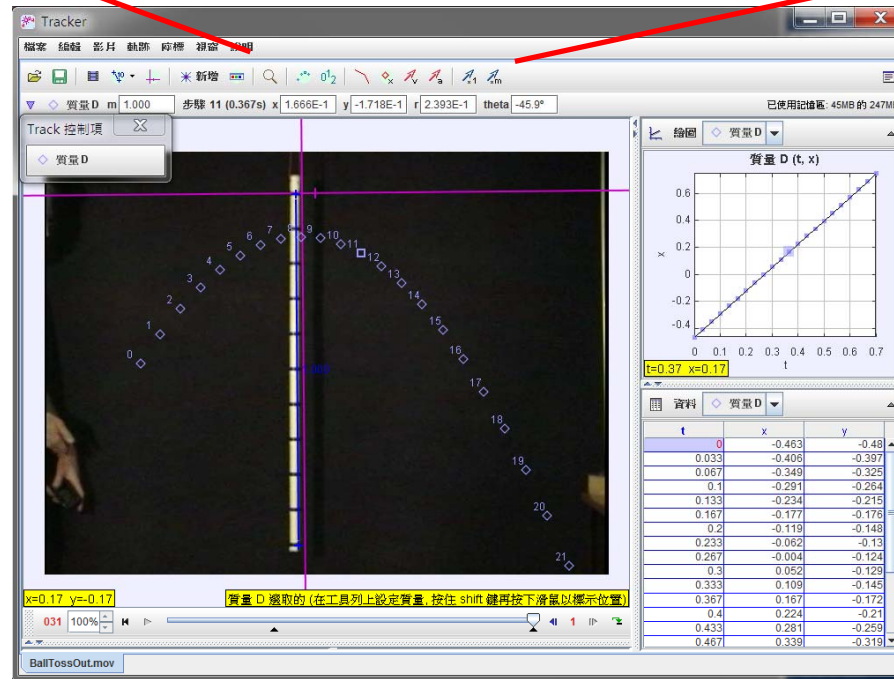 Tracker
檔案 編輯 影片 軌跡 座標 視窗 說明
新增
質量 D m 1.000 步驟 11 (0.367s) x 1.666E-1 y -1.718E-1 r 2.393E-1 theta -45.9°
已使用記憶區: 45MB 的 247M
Track 控制項
質量 D
0
1
2
3
4
5
6
7
8
9
10
11
12
13
14
15
16
17
18
19
20
21
x=0.17 y=-0.17
質量 D 選取的 (在工具列上設定質量, 按住 shift 鍵再按下滑鼠以標示位置)
031 100% 1
BallTossOut.mov
繪圖 質量 D
質量 D (t, x)
x
0.6
0.4
0.2
0
-0.2
-0.4
0 0.1 0.2 0.3 0.4 0.5 0.6 0.7
t
t=0.37 x=0.17
資料 質量 D
t x y
0 -0.463 -0.48
0.033 -0.406 -0.397
0.067 -0.349 -0.325
0.1 -0.291 -0.264
0.133 -0.234 -0.215
0.167 -0.177 -0.176
0.2 -0.119 -0.148
0.233 -0.062 -0.13
0.267 -0.004 -0.124
0.3 0.052 -0.129
0.333 0.109 -0.145
0.367 0.167 -0.172
0.4 0.224 -0.21
0.433 0.281 -0.259
0.467 0.339 -0.319